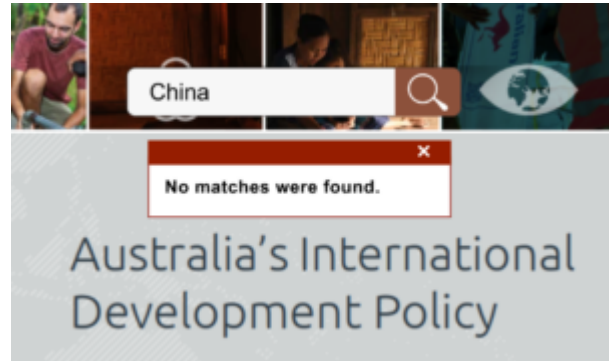 China
×
No matches were found.
Australia's International
Development Policy